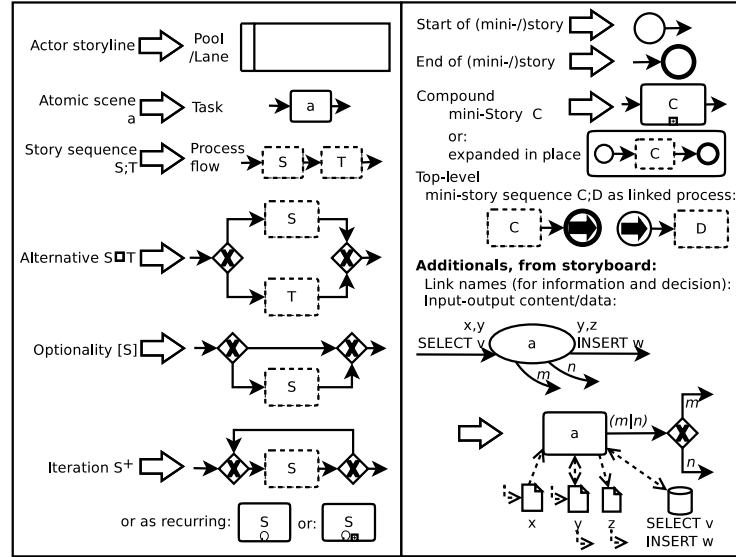 Actor storyline
Pool
/Lane
Atomic scene
a
Task
a
Story sequence
S;T
Process
flow
S
T
Alternative S□T
X
S
T
X
Optionality [S]
X
X
S
Iteration S+
X
S
X
or as recurring:
S
or:
S
Start of (mini-/)story
End of (mini-/)story
Compound
mini-Story C
C
or:
expanded in place
C
Top-level
mini-story sequence C;D as linked process:
C
D
Additionals, from storyboard:
Link names (for information and decision):
Input-output content/data:
x,y
SELECT v
a
y,z
INSERT w
m
n
a
(m|n)
X
m
n
x
y
z
SELECT v
INSERT w